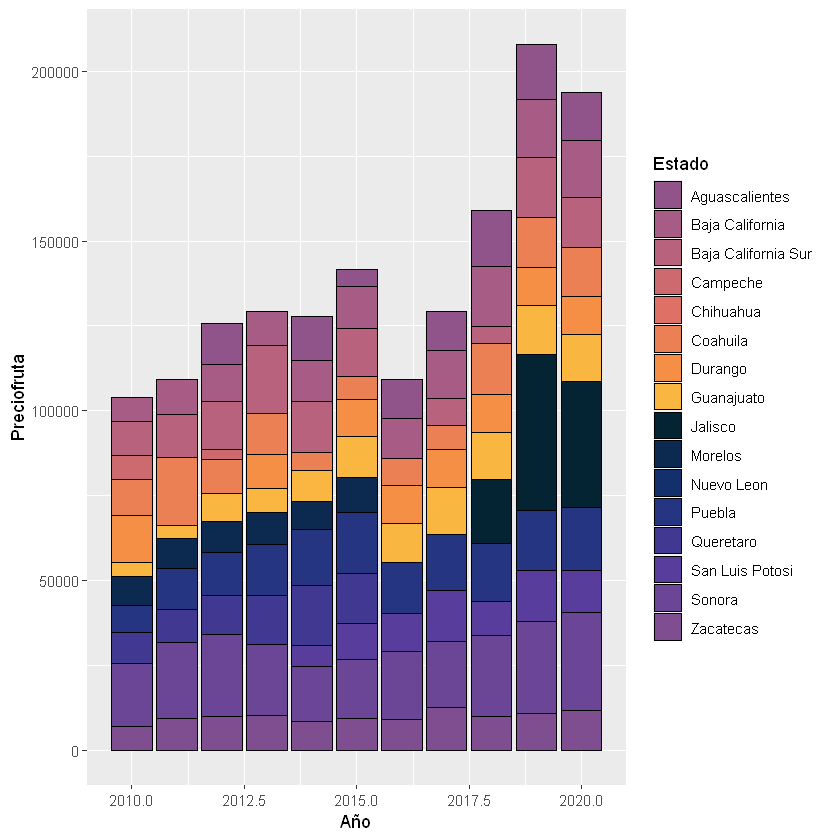 Preciofruta
200000
150000
100000
50000
0
2010.0 2012.5 2015.0 2017.5 2020.0
Año
Estado
Aguascalientes
Baja California
Baja California Sur
Campeche
Chihuahua
Coahuila
Durango
Guanajuato
Jalisco
Morelos
Nuevo Leon
Puebla
Queretaro
San Luis Potosi
Sonora
Zacatecas